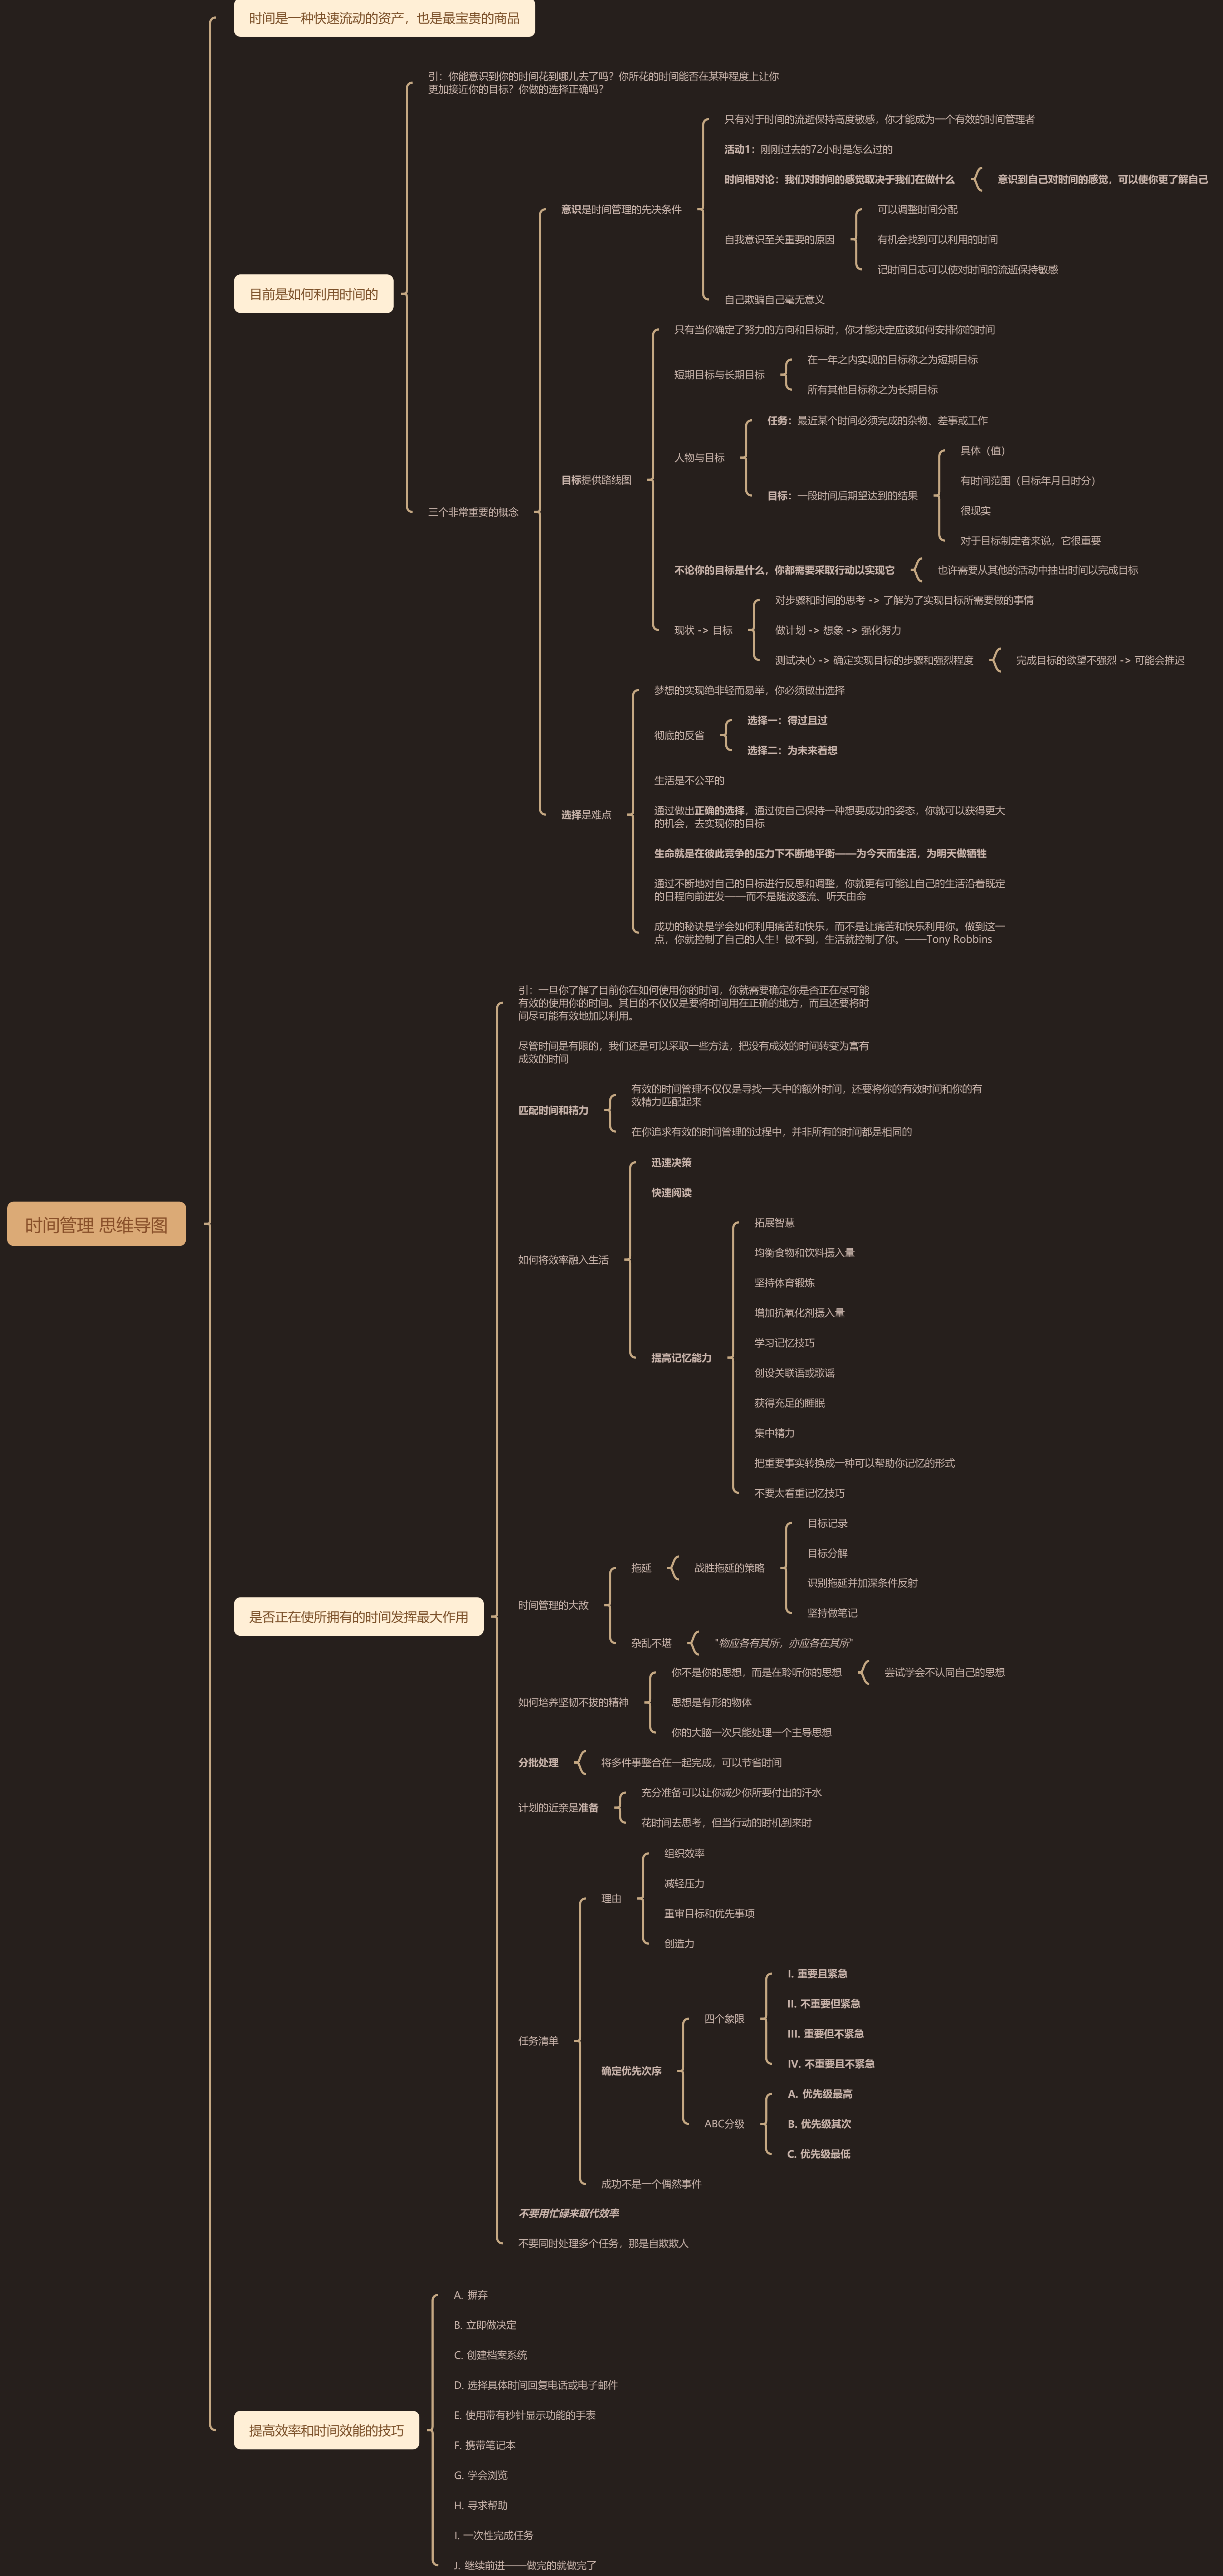 时间是一种快速流动的资产，也是最宝贵的商品
引：你能意识到你的时间花到哪儿去了吗？你所花的时间能否在某种程度上让你
更加接近你的目标？你做的选择正确吗？
只有对于时间的流逝保持高度敏感，你才能成为一个有效的时间管理者
活动1：刚刚过去的72小时是怎么过的
时间相对论：我们对时间的感觉取决于我们在做什么
意识到自己对时间的感觉，可以使你更了解自己
意识是时间管理的先决条件
可以调整时间分配
自我意识至关重要的原因
有机会找到可以利用的时间
记时间日志可以使对时间的流逝保持敏感
目前是如何利用时间的
自己欺骗自己毫无意义
只有当你确定了努力的方向和目标时，你才能决定应该如何安排你的时间
短期目标与长期目标
在一年之内实现的目标称之为短期目标
所有其他目标称之为长期目标
任务：最近某个时间必须完成的杂物、差事或工作
人物与目标
具体（值）
目标提供路线图
有时间范围（目标年月日时分）
目标：一段时间后期望达到的结果
很现实
三个非常重要的概念
对于目标制定者来说，它很重要
不论你的目标是什么，你都需要采取行动以实现它
也许需要从其他的活动中抽出时间以完成目标
对步骤和时间的思考 -> 了解为了实现目标所需要做的事情
现状 -> 目标
做计划 -> 想象 -> 强化努力
测试决心 -> 确定实现目标的步骤和强烈程度
完成目标的欲望不强烈 -> 可能会推迟
梦想的实现绝非轻而易举，你必须做出选择
选择一：得过且过
彻底的反省
选择二：为未来着想
生活是不公平的
选择是难点
通过做出正确的选择，通过使自己保持一种想要成功的姿态，你就可以获得更大
的机会，去实现你的目标
生命就是在彼此竞争的压力下不断地平衡——为今天而生活，为明天做牺牲
通过不断地对自己的目标进行反思和调整，你就更有可能让自己的生活沿着既定
的日程向前进发——而不是随波逐流、听天由命
成功的秘诀是学会如何利用痛苦和快乐，而不是让痛苦和快乐利用你。做到这一
点，你就控制了自己的人生！做不到，生活就控制了你。——Tony Robbins
引：一旦你了解了目前你在如何使用你的时间，你就需要确定你是否正在尽可能
有效的使用你的时间。其目的不仅仅是要将时间用在正确的地方，而且还要将时
间尽可能有效地加以利用。
尽管时间是有限的，我们还是可以采取一些方法，把没有成效的时间转变为富有
成效的时间
匹配时间和精力
有效的时间管理不仅仅是寻找一天中的额外时间，还要将你的有效时间和你的有
效精力匹配起来
在你追求有效的时间管理的过程中，并非所有的时间都是相同的
迅速决策
快速阅读
时间管理 思维导图
拓展智慧
均衡食物和饮料摄入量
如何将效率融入生活
坚持体育锻炼
增加抗氧化剂摄入量
学习记忆技巧
提高记忆能力
创设关联语或歌谣
获得充足的睡眠
集中精力
把重要事实转换成一种可以帮助你记忆的形式
不要太看重记忆技巧
目标记录
目标分解
拖延
战胜拖延的策略
识别拖延并加深条件反射
时间管理的大敌
坚持做笔记
是否正在使所拥有的时间发挥最大作用
杂乱不堪
"物应各有其所，亦应各在其所"
你不是你的思想，而是在聆听你的思想
尝试学会不认同自己的思想
如何培养坚韧不拔的精神
思想是有形的物体
你的大脑一次只能处理一个主导思想
分批处理
将多件事整合在一起完成，可以节省时间
充分准备可以让你减少你所要付出的汗水
计划的近亲是准备
花时间去思考，但当行动的时机到来时
组织效率
减轻压力
理由
重审目标和优先事项
创造力
I. 重要且紧急
II. 不重要但紧急
四个象限
III. 重要但不紧急
任务清单
IV. 不重要且不紧急
确定优先次序
A. 优先级最高
ABC分级
B. 优先级其次
C. 优先级最低
成功不是一个偶然事件
不要用忙碌来取代效率
不要同时处理多个任务，那是自欺欺人
A. 摒弃
B. 立即做决定
C. 创建档案系统
D. 选择具体时间回复电话或电子邮件
E. 使用带有秒针显示功能的手表
提高效率和时间效能的技巧
F. 携带笔记本
G. 学会浏览
H. 寻求帮助
I. 一次性完成任务
J. 继续前进——做完的就做完了